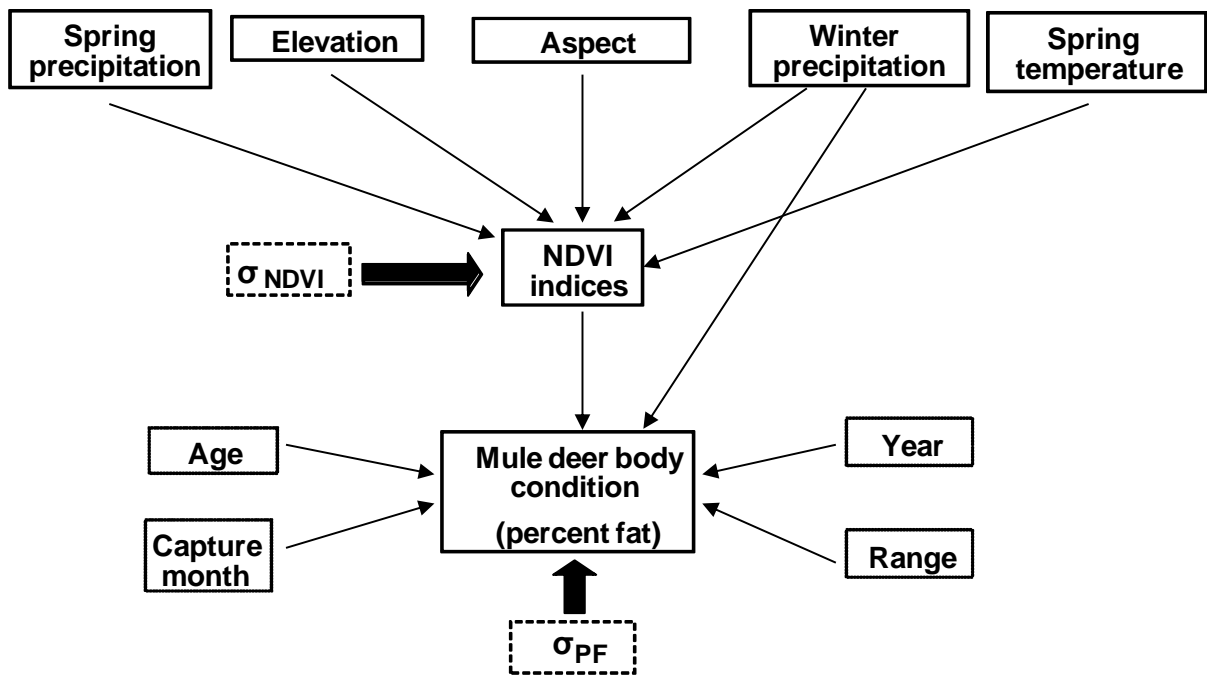 Spring
precipitation
Elevation
Aspect
Winter
precipitation
Spring
temperature
σ NDVI
NDVI
indices
Age
Capture
month
Mule deer body
condition
(percent fat)
Year
Range
σ PF